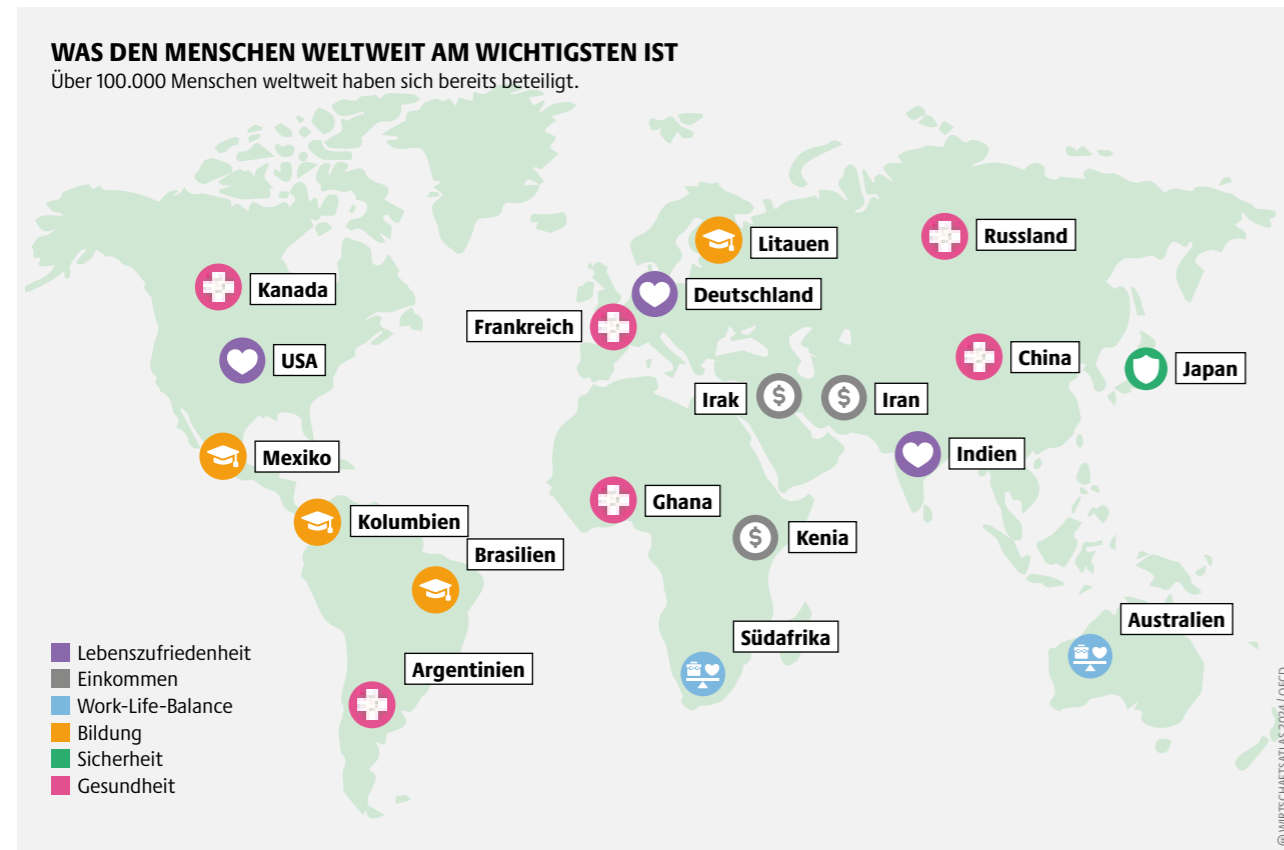 WAS DEN MENSCHEN WELTWEIT AM WICHTIGSTEN IST
Über 100.000 Menschen weltweit haben sich bereits beteiligt.
Litauen
Russland
Kanada
Deutschland
Frankreich
USA
China
Japan
Irak
$
$
Iran
Mexiko
Indien
Ghana
Kolumbien
$
Kenia
Brasilien
Australien
Südafrika
Argentinien
Lebenszufriedenheit
Einkommen
Work-Life-Balance
Bildung
Sicherheit
Gesundheit
© WIRTSCHAFTSATLAS 2024 / OECD